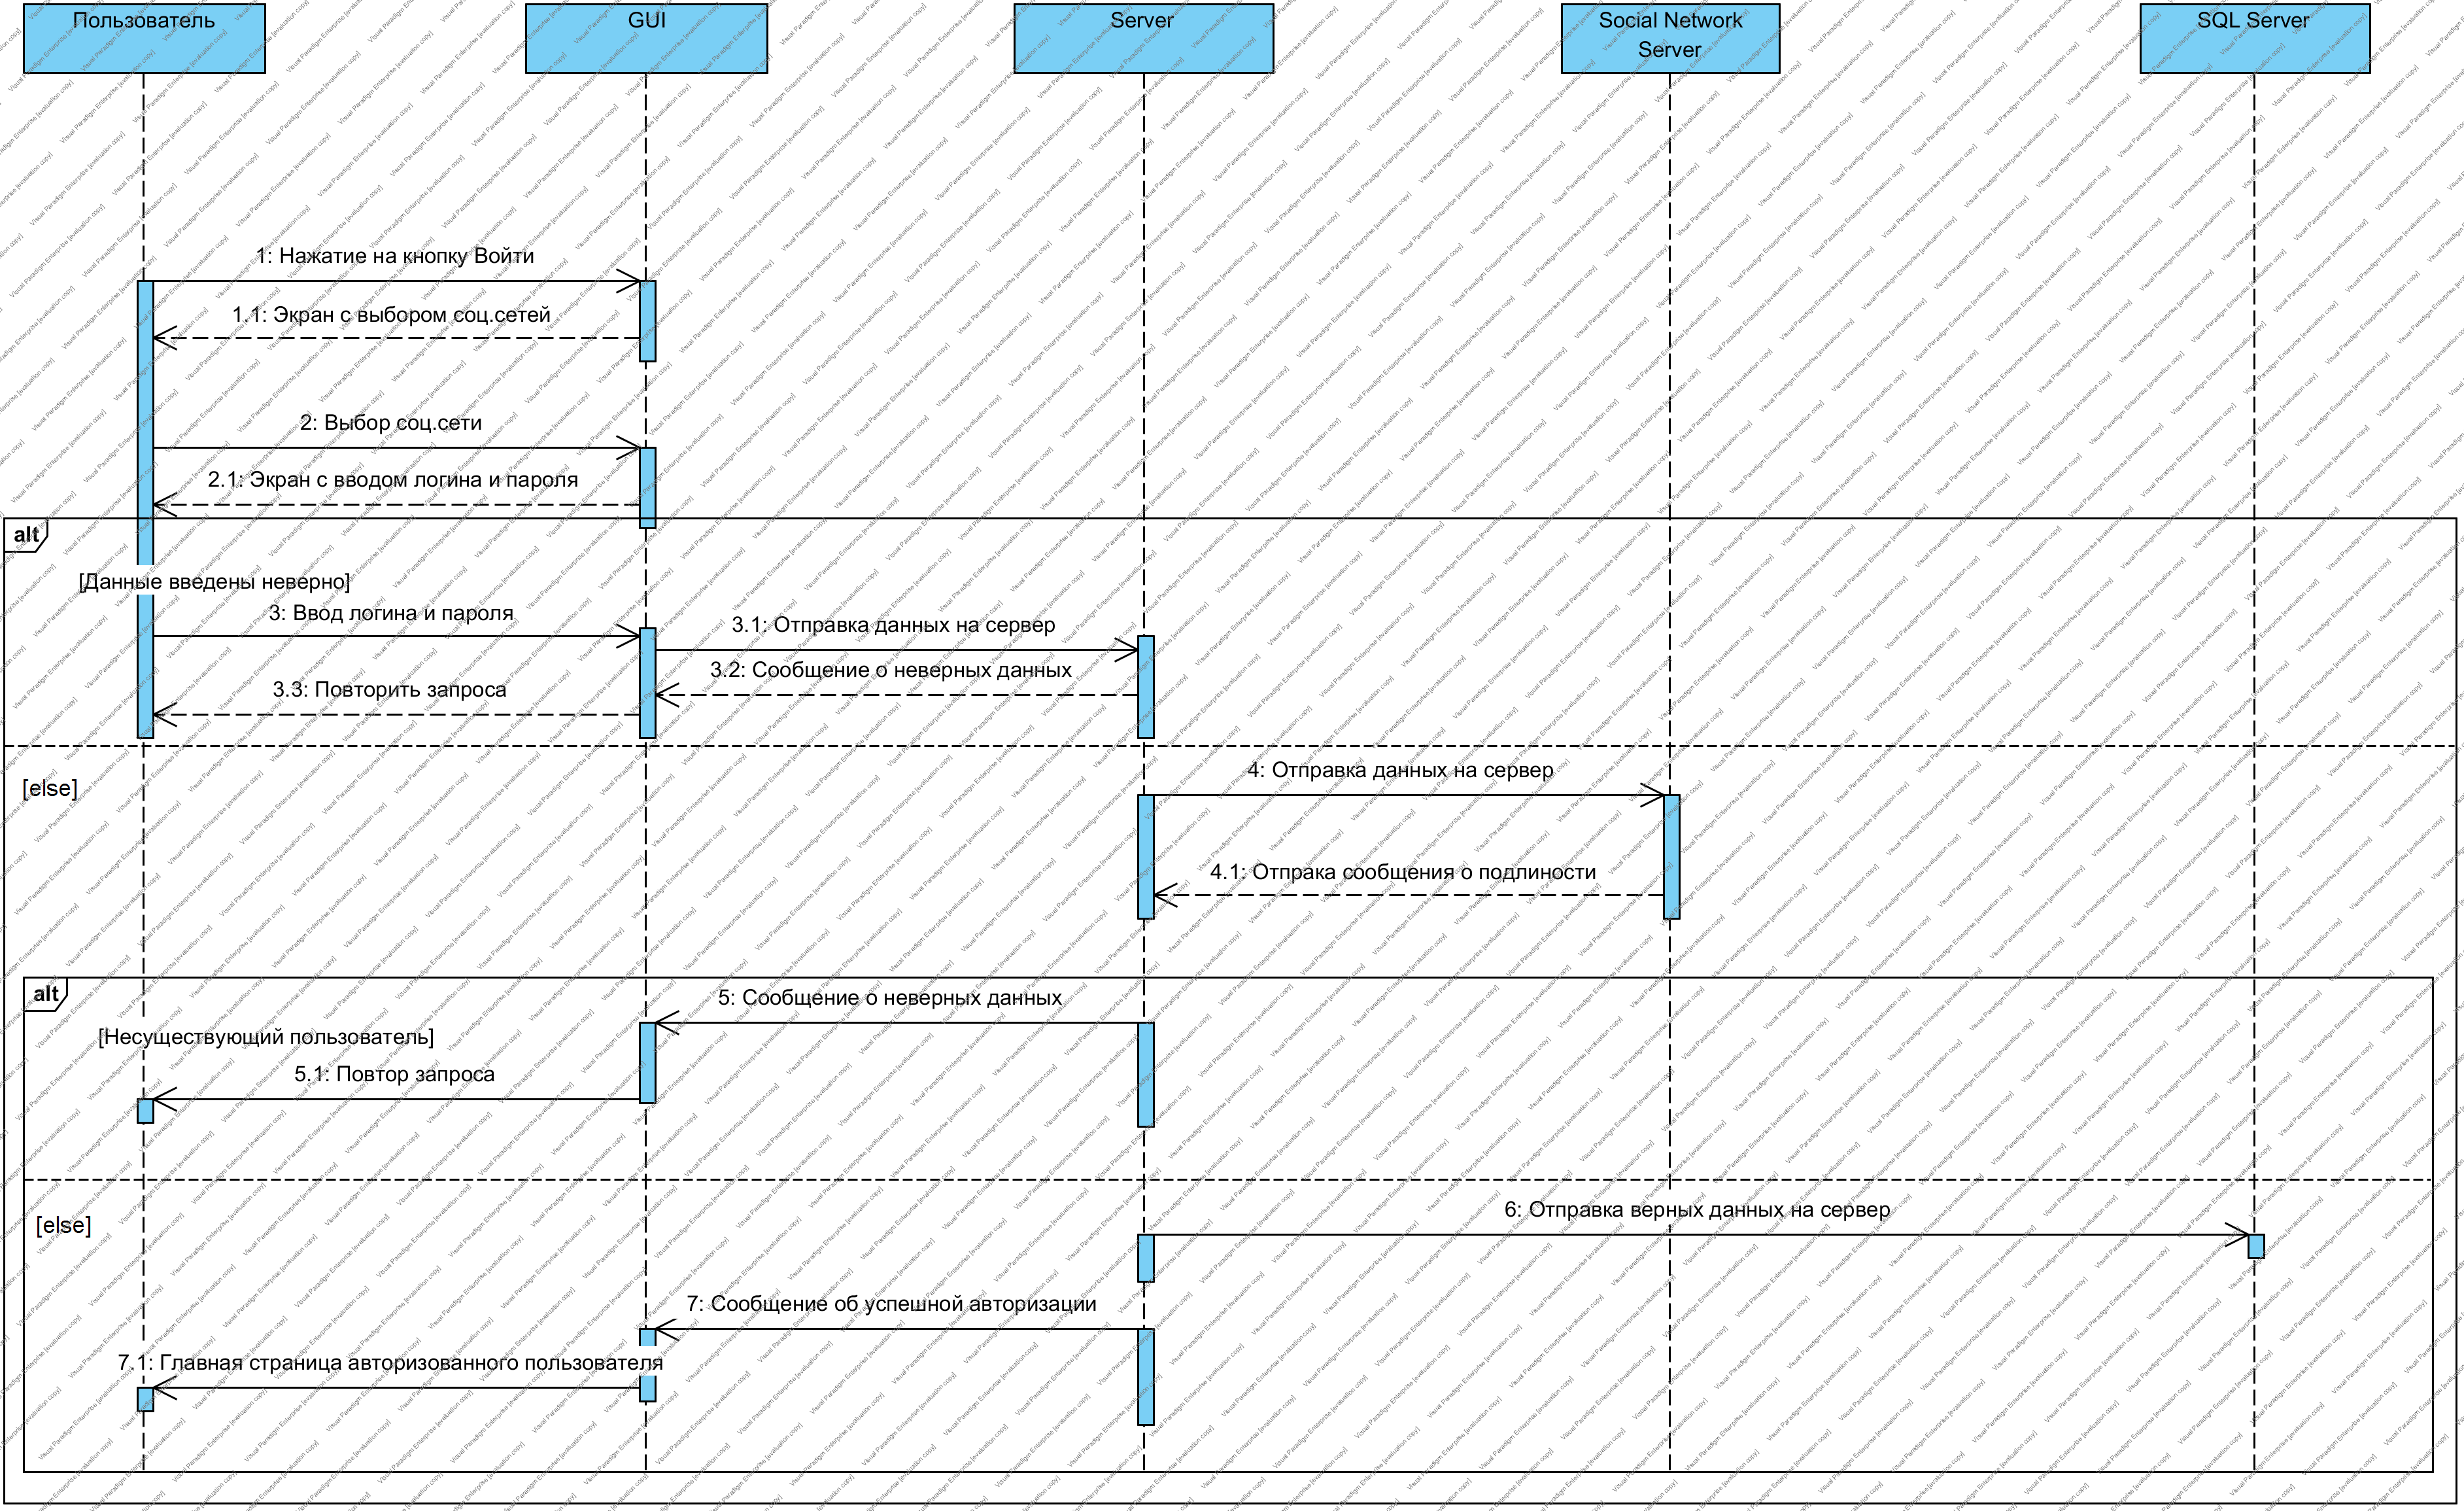 Пользователь
GUI
Server
Social Network
Server
SQL Server
1: Нажатие на кнопку Войти
1.1: Экран с выбором соц.сетей
2: Выбор соц.сети
2.1: Экран с вводом логина и пароля
alt
[Данные введены неверно]
3: Ввод логина и пароля
3.1: Отправка данных на сервер
3.2: Сообщение о неверных данных
3.3: Повторить запроса
[else]
4: Отправка данных на сервер
4.1: Отпрака сообщения о подлиности
alt
5: Сообщение о неверных данных
[Несуществующий пользователь]
5.1: Повтор запроса
[else]
6: Отправка верных данных на сервер
7: Сообщение об успешной авторизации
7.1: Главная страница авторизованного пользователя
Visual Paradigm Enterprise [evaluation copy]